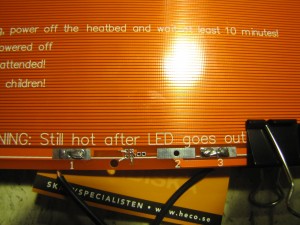 , power off the heatbed and wait at least 10 minutes!
owered off
attended!
children!
NING: Still hot after LED goes out
1
2
3
SPECIALISTEN • www.heco.se